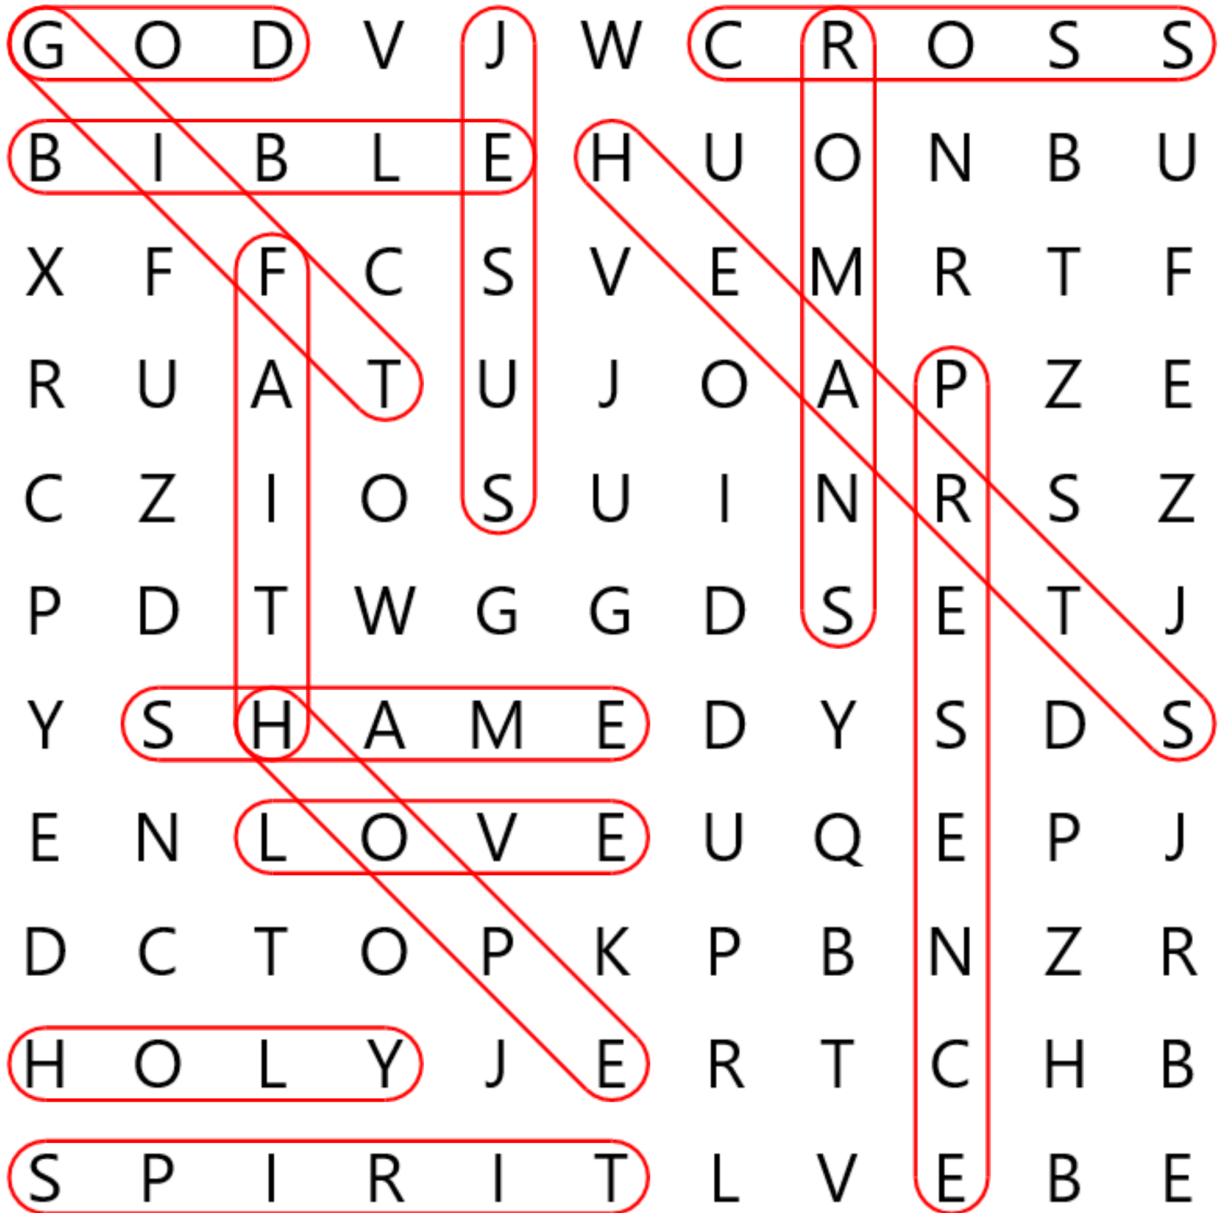 G O D V J W C R O S S
B I B L E H U O N B U
X F F C S V E M R T F
R U A T U J O A P Z E
C Z I O S U I N R S Z
P D T W G G D S E T J
Y S H A M E D Y S D S
E N L O V E U Q E P J
D C T O P K P B N Z R
H O L Y J E R T C H B
S P I R I T L V E B E